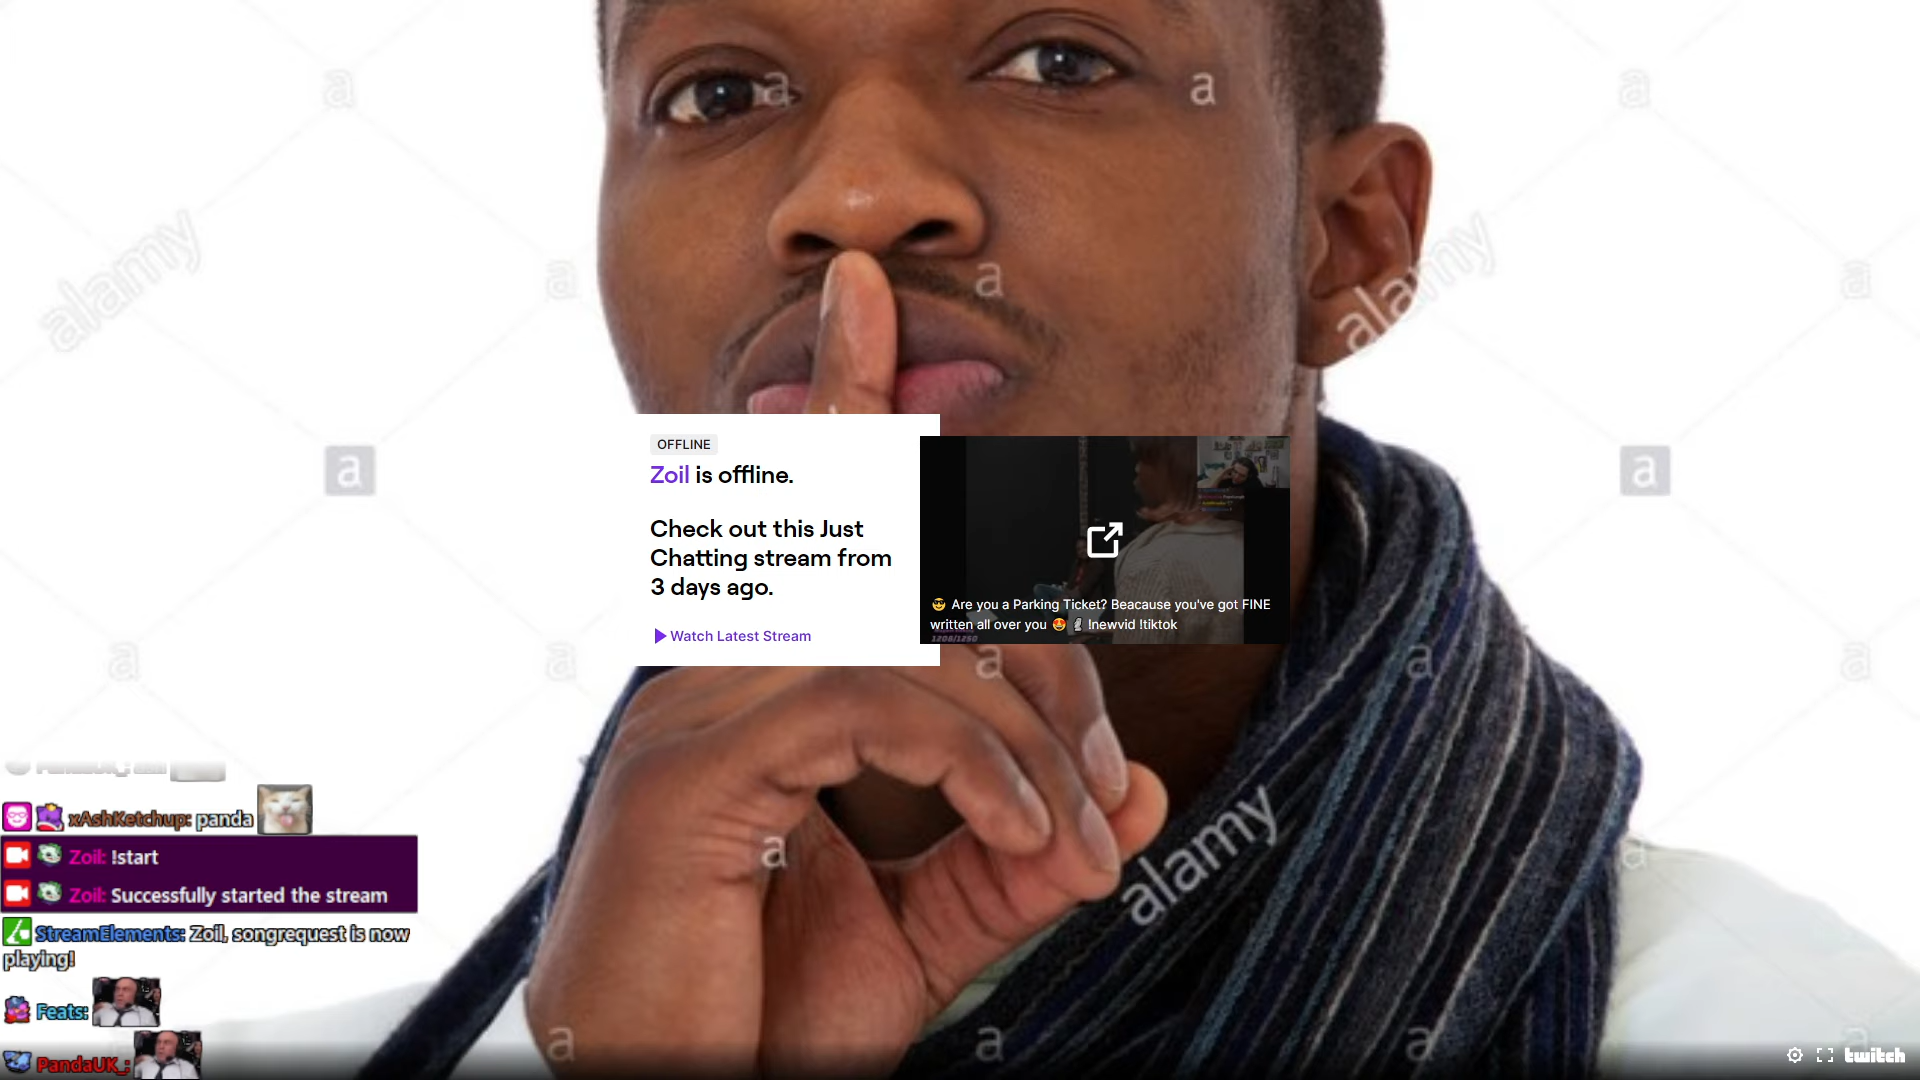 a
a
a
a
alamy
a
a
alamy
a
OFFLINE
Zoil is offline.
Check out this Just
Chatting stream from
3 days ago.
Watch Latest Stream
😎 Are you a Parking Ticket? Beacause you've got FINE
written all over you 🤩 !newvid !tiktok
1208/1250
a
a
a
a
a
a
a
xAshKetchup: panda
Zoil: !start
Zoil: Successfully started the stream
StreamElements: Zoil, songrequest is now
playing!
Feats:
PandaUK_:
a
a
alamy
a
a
a
a
twitch